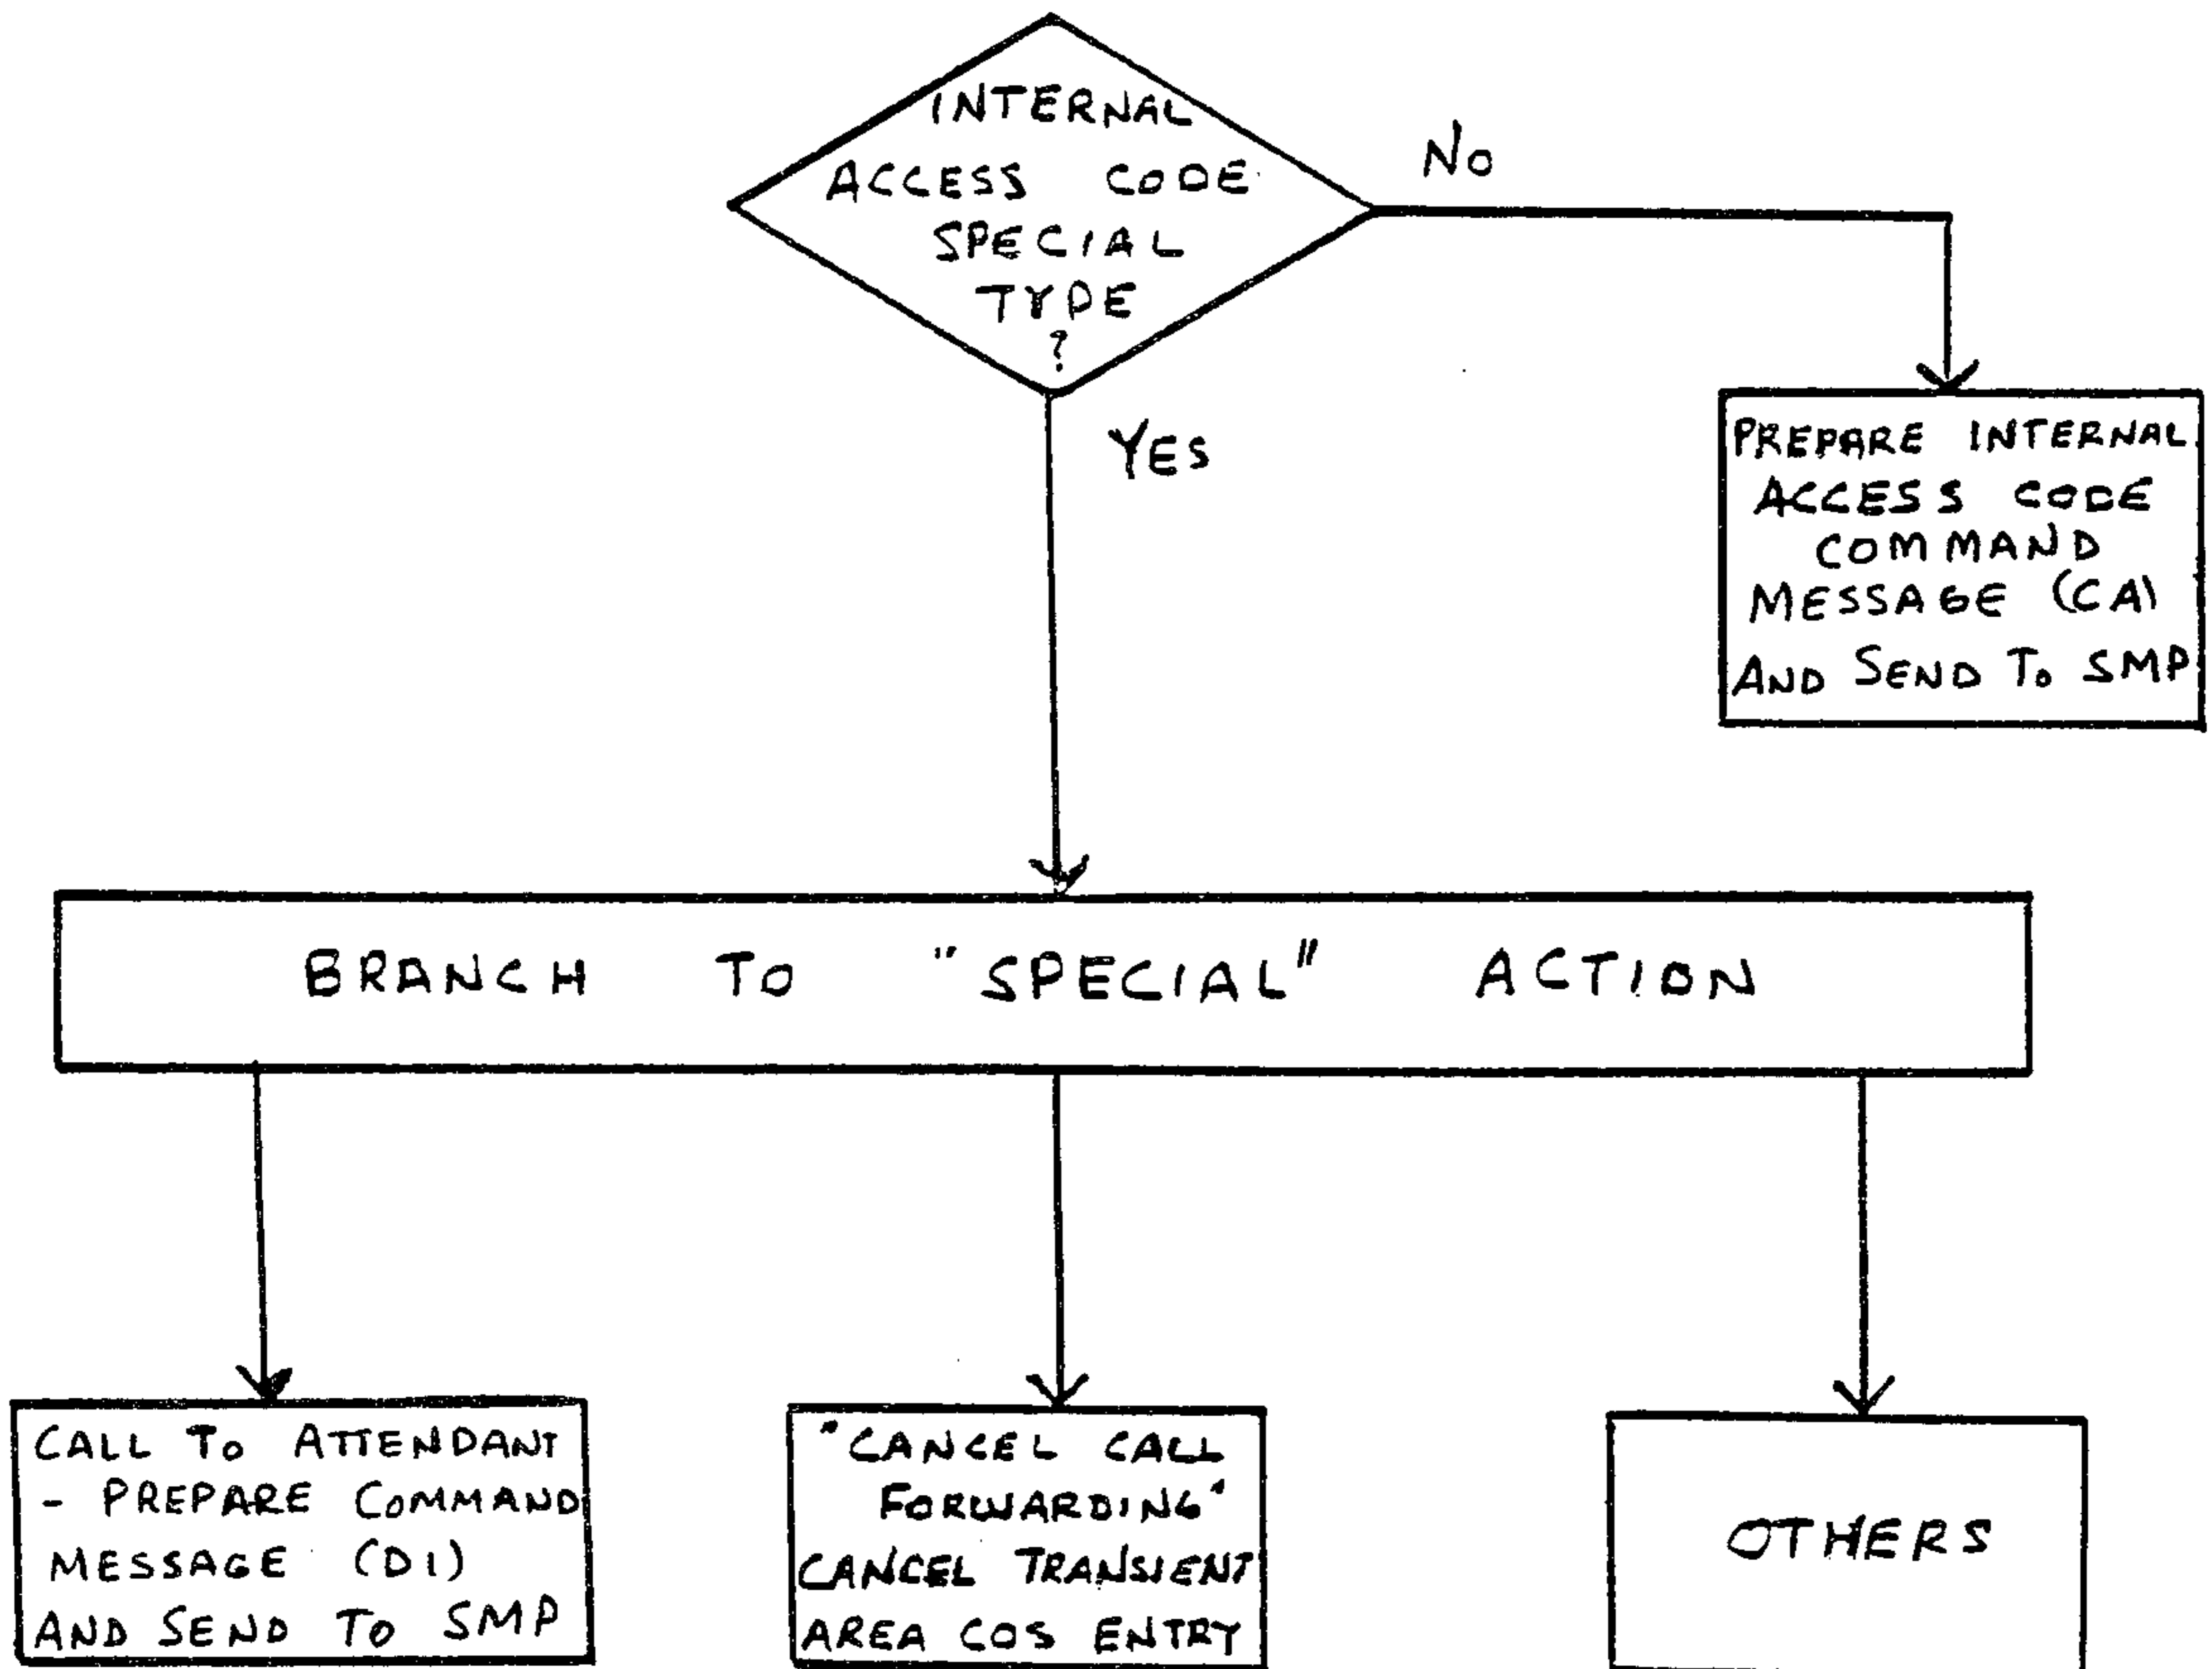 INTERNAL
ACCESS CODE
SPECIAL
TYPE
?
No
YES
PREPARE INTERNAL
ACCESS CODE
COMMAND
MESSAGE (CA)
AND SEND To SMP
BRANCH To "SPECIAL" ACTION
CALL To ATTENDANT
- PREPARE COMMAND
MESSAGE (D1)
AND SEND To SMP
"CANCEL CALL
FORWARDING"
CANCEL TRANSIENT
AREA COS ENTRY
OTHERS